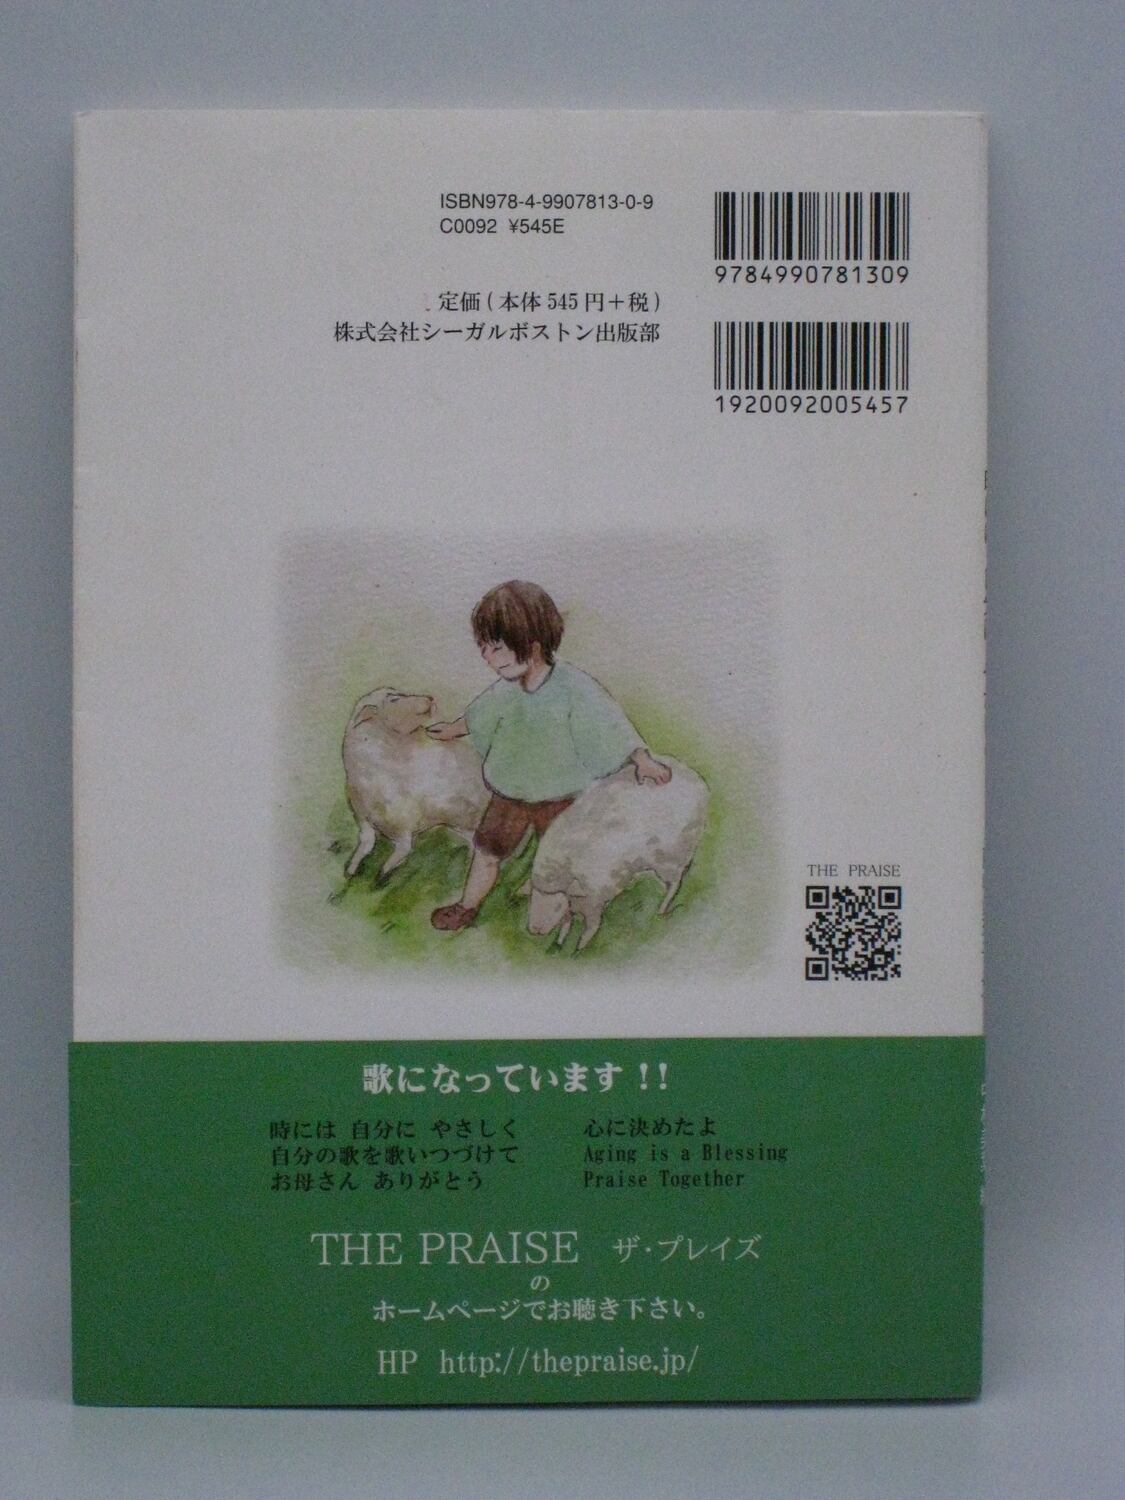 ISBN978-4-9907813-0-9
C0092 ¥545E
9784990781309
定価(本体545円+税)
株式会社シーガルボストン出版部
1920092005457
THE PRAISE
歌になっています!!
時には 自分に やさしく
自分の歌を歌いつづけて
お母さん ありがとう
心に決めたよ
Aging is a Blessing
Praise Together
THE PRAISE ザ・プレイズ
の
ホームページでお聴き下さい。
HP http://thepraise.jp/